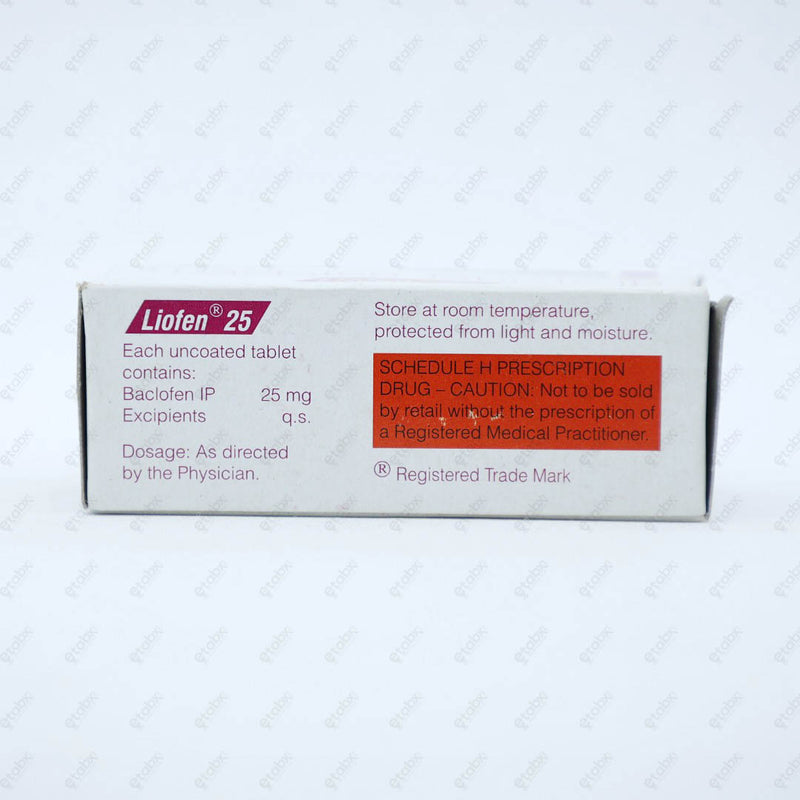 Liofen® 25
Each uncoated tablet
contains:
Baclofen IP 25 mg
Excipients q.s.
Dosage: As directed
by the Physician.
Store at room temperature,
protected from light and moisture.
SCHEDULE H PRESCRIPTION
DRUG – CAUTION: Not to be sold
by retail without the prescription of
a Registered Medical Practitioner.
® Registered Trade Mark
etabx